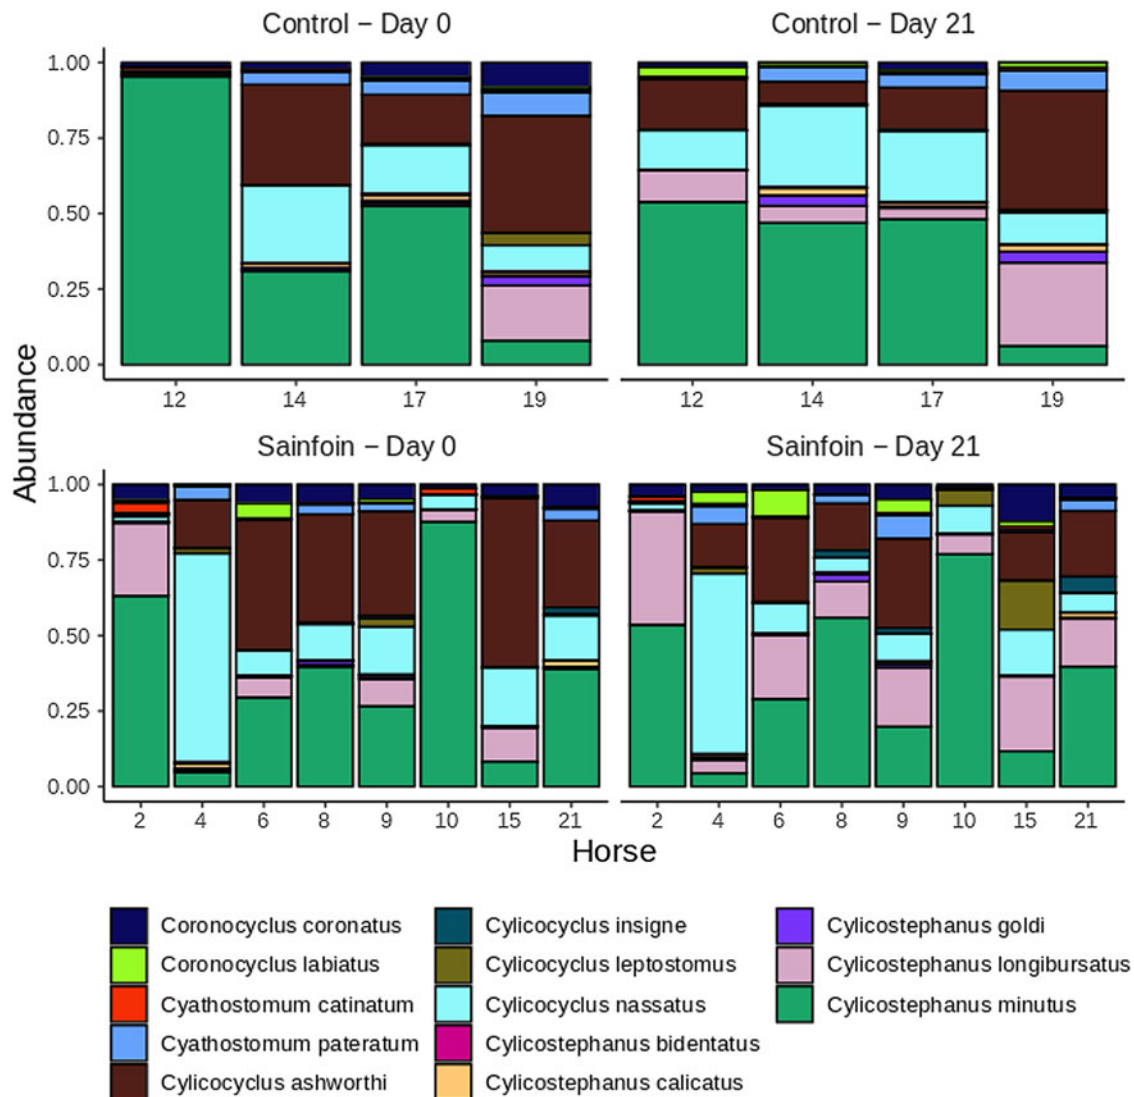 Control − Day 0
Control − Day 21
1.00
0.75
0.50
0.25
0.00
12 14 17 19
12 14 17 19
Abundance
Sainfoin − Day 0
Sainfoin − Day 21
1.00
0.75
0.50
0.25
0.00
2 4 6 8 9 10 15 21
2 4 6 8 9 10 15 21
Horse
Coronocyclus coronatus
Coronocyclus labiatus
Cyathostomum catinatum
Cyathostomum pateratum
Cylicocyclus ashworthi
Cylicocyclus insigne
Cylicocyclus leptostomus
Cylicocyclus nassatus
Cylicostephanus bidentatus
Cylicostephanus calicatus
Cylicostephanus goldi
Cylicostephanus longibursatus
Cylicostephanus minutus